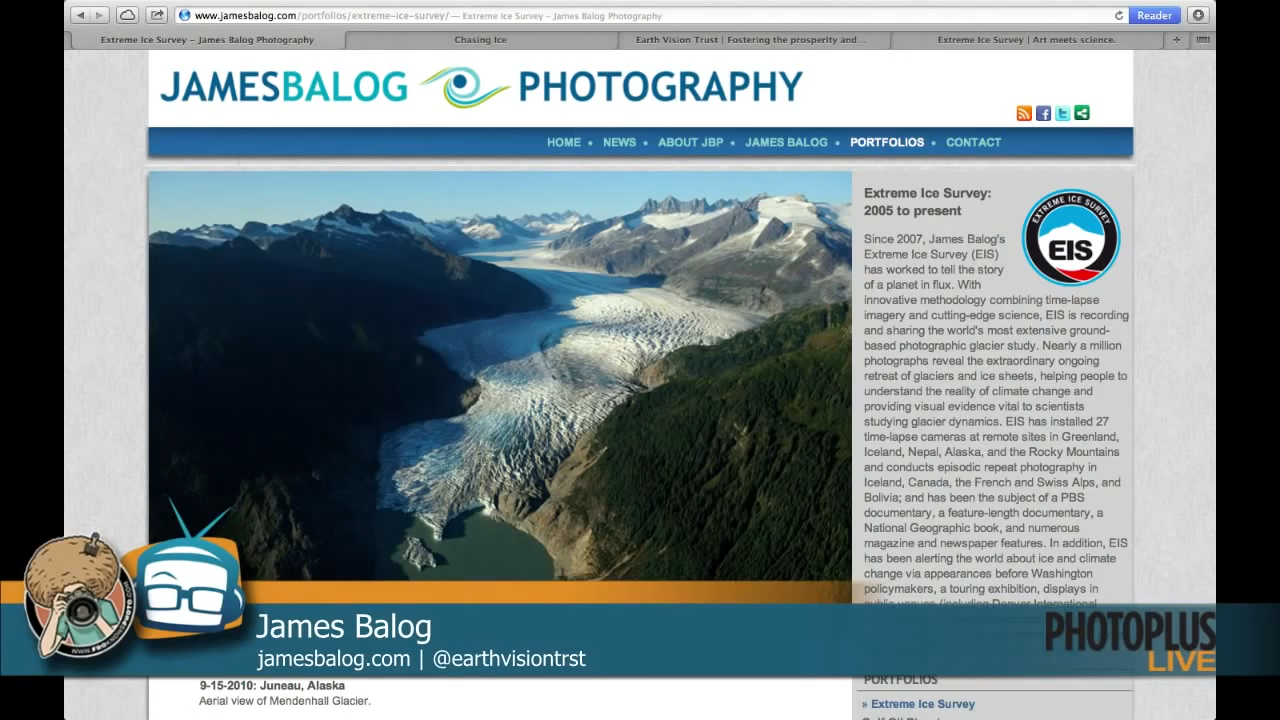 www.jamesbalog.com/portfolios/extreme-ice-survey/ — Extreme Ice Survey – James Balog Photography
Reader
Extreme Ice Survey – James Balog Photography
Chasing Ice
Earth Vision Trust | Fostering the prosperity and...
Extreme Ice Survey | Art meets science.
JAMESBALOG PHOTOGRAPHY
HOME • NEWS • ABOUT JBP • JAMES BALOG • PORTFOLIOS • CONTACT
Extreme Ice Survey:
2005 to present
EXTREME ICE SURVEY
EIS
Since 2007, James Balog's
Extreme Ice Survey (EIS)
has worked to tell the story
of a planet in flux. With
innovative methodology combining time-lapse
imagery and cutting-edge science, EIS is recording
and sharing the world's most extensive ground-
based photographic glacier study. Nearly a million
photographs reveal the extraordinary ongoing
retreat of glaciers and ice sheets, helping people to
understand the reality of climate change and
providing visual evidence vital to scientists
studying glacier dynamics. EIS has installed 27
time-lapse cameras at remote sites in Greenland,
Iceland, Nepal, Alaska, and the Rocky Mountains
and conducts episodic repeat photography in
Iceland, Canada, the French and Swiss Alps, and
Bolivia; and has been the subject of a PBS
documentary, a feature-length documentary, a
National Geographic book, and numerous
magazine and newspaper features. In addition, EIS
has been alerting the world about ice and climate
change via appearances before Washington
policymakers, a touring exhibition, displays in
public venues (including Denver International
James Balog
jamesbalog.com | @earthvisiontrst
PHOTOPLUS
LIVE
9-15-2010: Juneau, Alaska
Aerial view of Mendenhall Glacier.
PORTFOLIOS
» Extreme Ice Survey